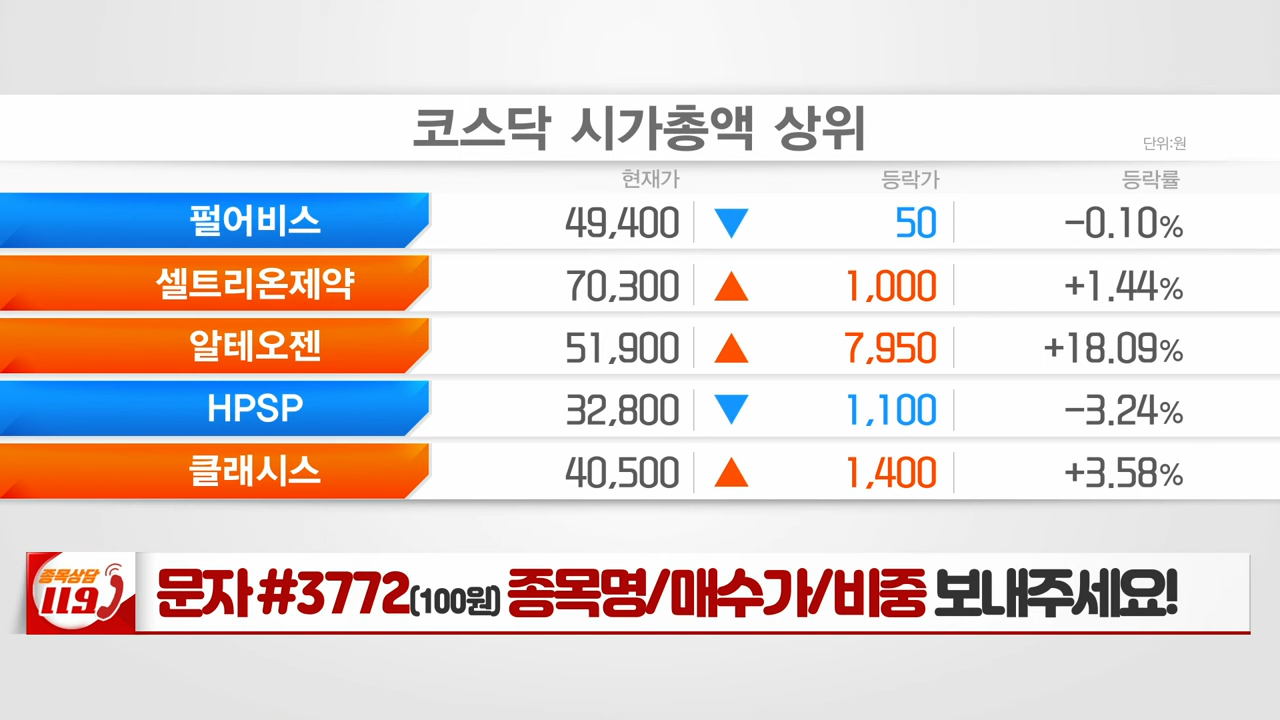 코스닥 시가총액 상위
단위:원
현재가 등락가 등락률
펄어비스 49,400 ▼ 50 -0.10%
셀트리온제약 70,300 ▲ 1,000 +1.44%
알테오젠 51,900 ▲ 7,950 +18.09%
HPSP 32,800 ▼ 1,100 -3.24%
클래시스 40,500 ▲ 1,400 +3.58%
종목상담
119
문자 #3772(100원) 종목명/매수가/비중 보내주세요!